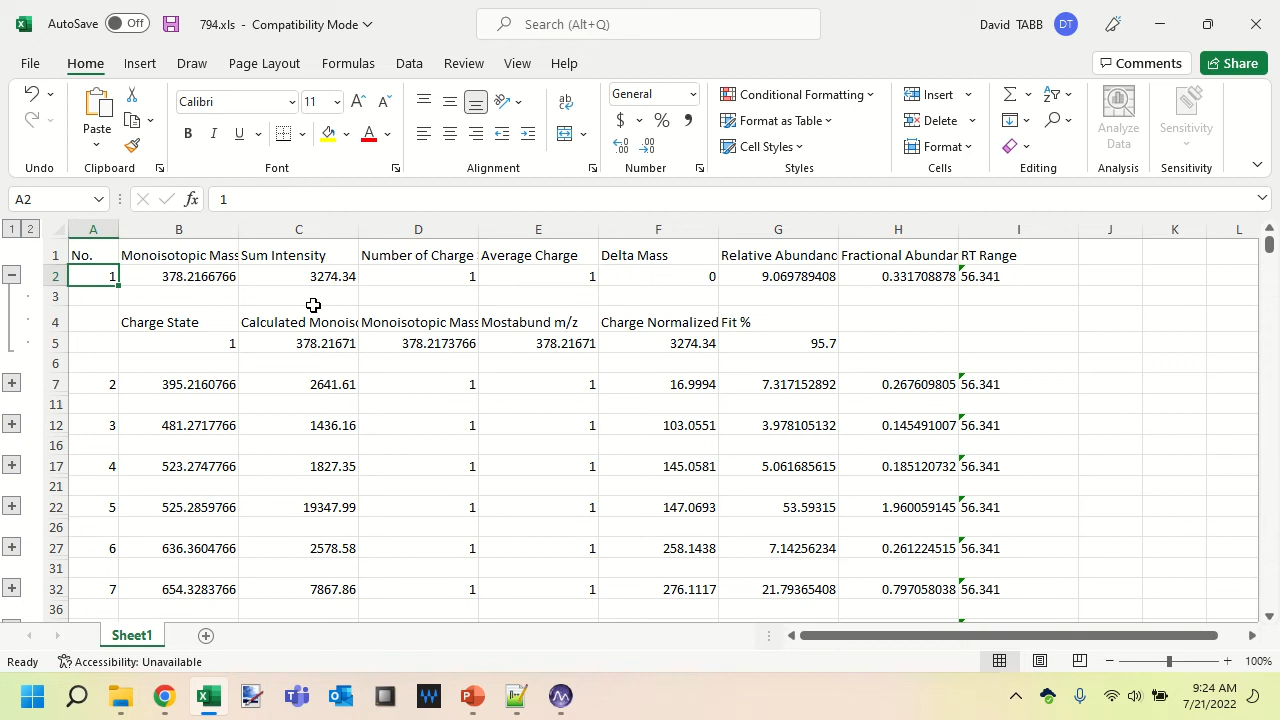 AutoSave Off 794.xls - Compatibility Mode Search (Alt+Q) David TABB DT
File Home Insert Draw Page Layout Formulas Data Review View Help Comments Share
Calibri 11 General Conditional Formatting Insert
Paste Format as Table Delete Analyze Data Sensitivity
Cell Styles Format
Undo Clipboard Font Alignment Number Styles Cells Editing Analysis Sensitivity
A2 fx 1
1 2 A B C D E F G H I J K L
1 No. Monoisotopic Mass Sum Intensity Number of Charge Average Charge Delta Mass Relative Abundanc Fractional Abundar RT Range
2 1 378.2166766 3274.34 1 1 0 9.069789408 0.331708878 56.341
3
4 Charge State Calculated Monoiso Monoisotopic Mass Mostabund m/z Charge Normalized Fit %
5 1 378.21671 378.2173766 378.21671 3274.34 95.7
6
7 2 395.2160766 2641.61 1 1 16.9994 7.317152892 0.267609805 56.341
11
12 3 481.2717766 1436.16 1 1 103.0551 3.978105132 0.145491007 56.341
16
17 4 523.2747766 1827.35 1 1 145.0581 5.061685615 0.185120732 56.341
21
22 5 525.2859766 19347.99 1 1 147.0693 53.59315 1.960059145 56.341
26
27 6 636.3604766 2578.58 1 1 258.1438 7.14256234 0.261224515 56.341
31
32 7 654.3283766 7867.86 1 1 276.1117 21.79365408 0.797058038 56.341
36
Sheet1
Ready Accessibility: Unavailable 100%
9:24 AM
7/21/2022